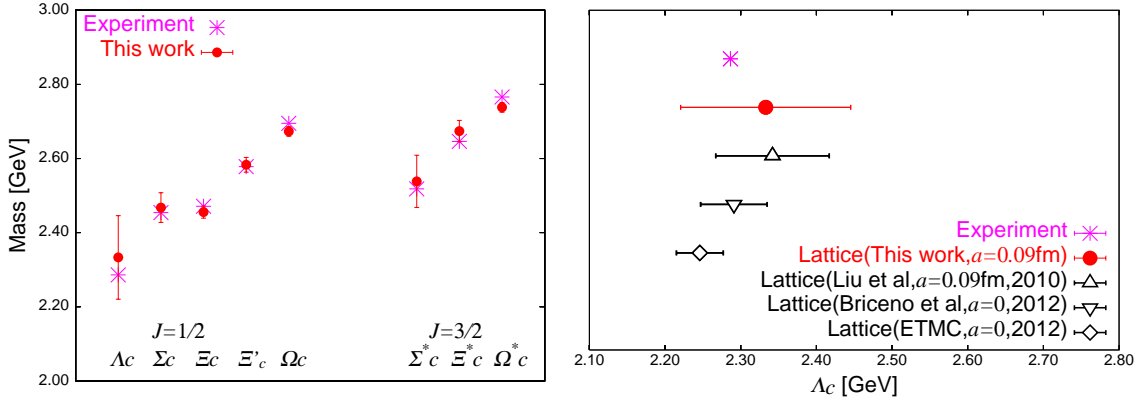 Experiment
This work
3.00
2.80
2.60
2.40
2.20
2.00
Mass [GeV]
J=1/2
J=3/2
Λc Σc Ξc Ξ'c Ωc Σ*c Ξ*c Ω*c
Experiment
Lattice(This work,a=0.09fm)
Lattice(Liu et al,a=0.09fm,2010)
Lattice(Briceno et al,a=0,2012)
Lattice(ETMC,a=0,2012)
2.10 2.20 2.30 2.40 2.50 2.60 2.70 2.80
Λc [GeV]